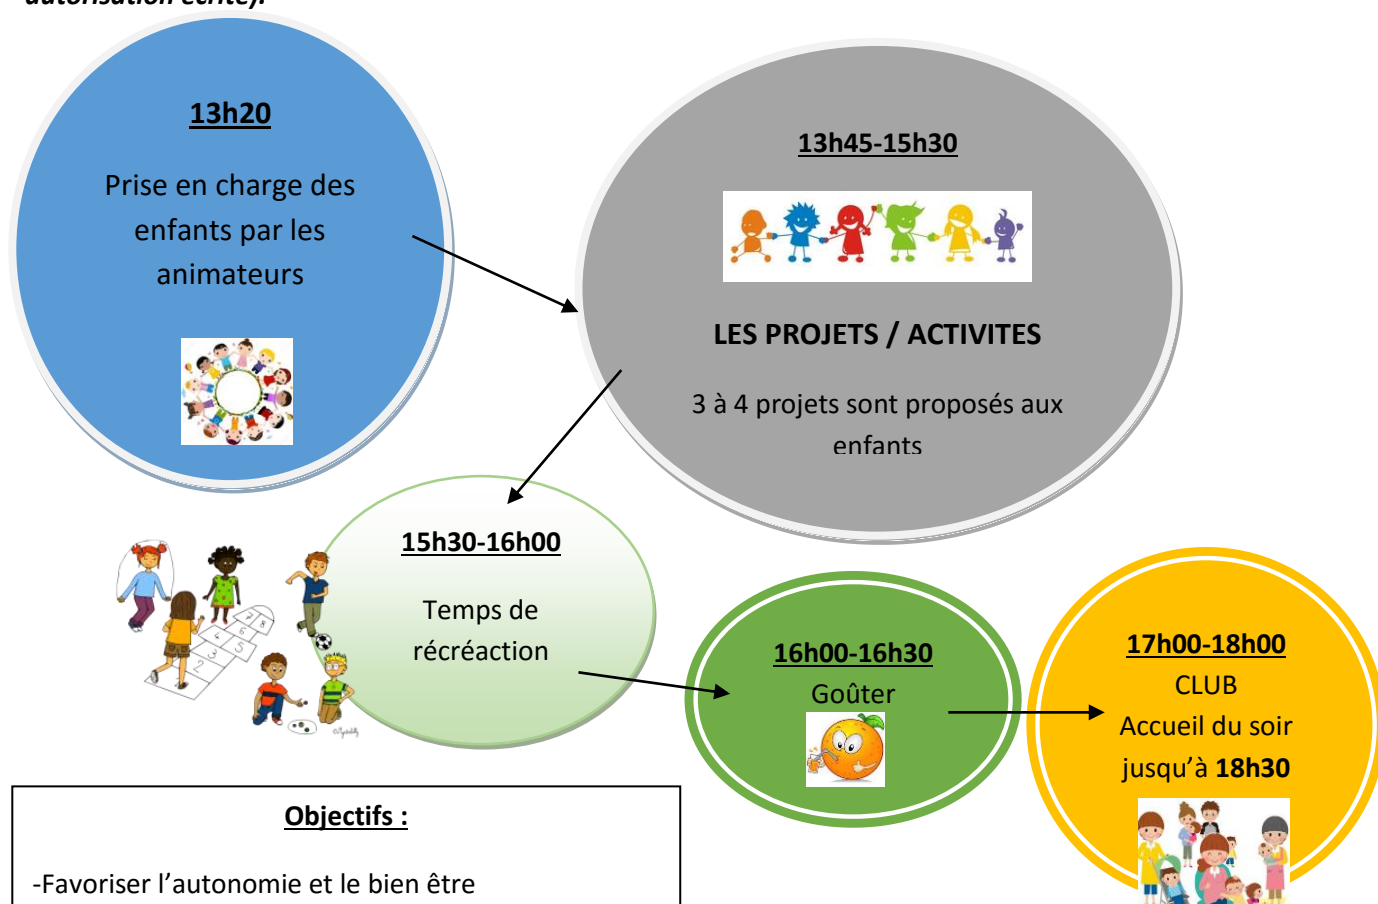 autorisation écrite).
13h20
Prise en charge des
enfants par les
animateurs
13h45-15h30
LES PROJETS / ACTIVITES
3 à 4 projets sont proposés aux
enfants
15h30-16h00
Temps de
récréaction
16h00-16h30
Goûter
17h00-18h00
CLUB
Accueil du soir
jusqu’à 18h30
Objectifs :
-Favoriser l’autonomie et le bien être